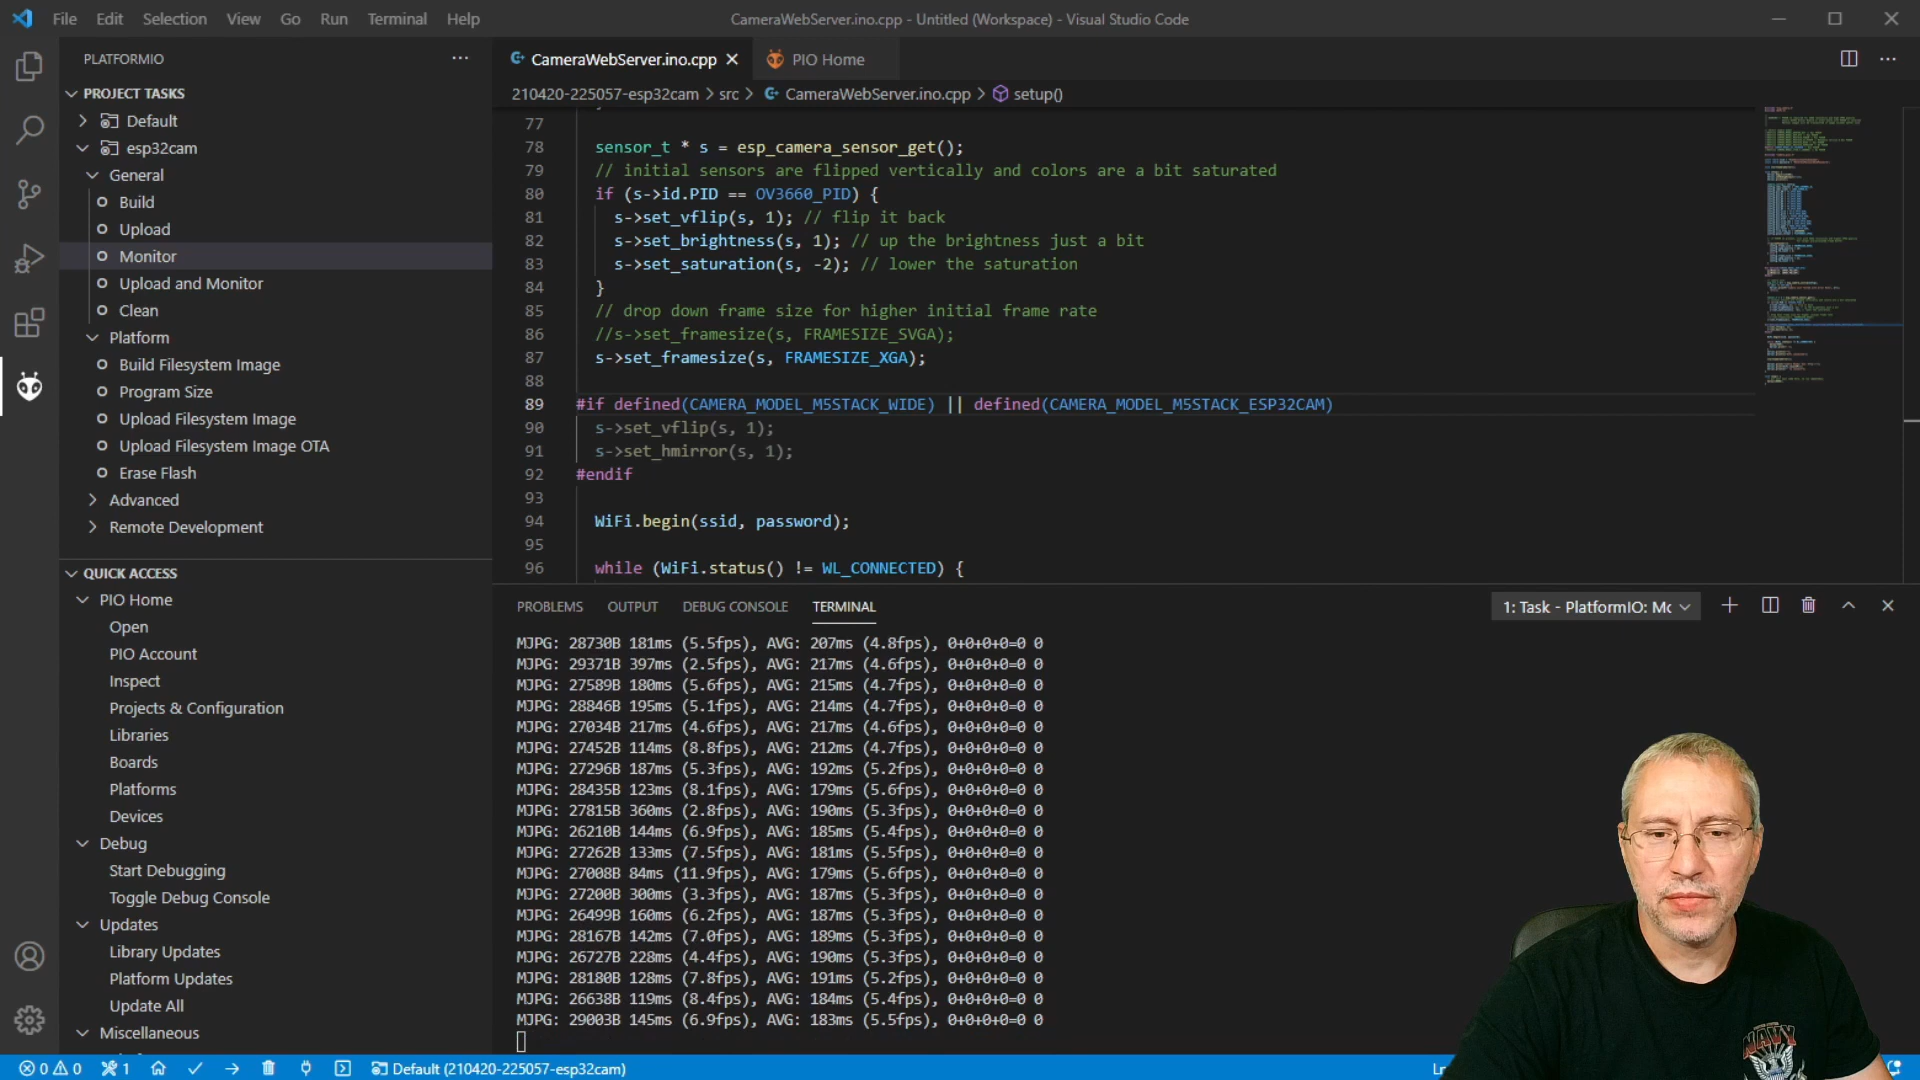 File Edit Selection View Go Run Terminal Help
CameraWebServer.ino.cpp - Untitled (Workspace) - Visual Studio Code
PLATFORMIO
PROJECT TASKS
Default
esp32cam
General
Build
Upload
Monitor
Upload and Monitor
Clean
Platform
Build Filesystem Image
Program Size
Upload Filesystem Image
Upload Filesystem Image OTA
Erase Flash
Advanced
Remote Development
QUICK ACCESS
PIO Home
Open
PIO Account
Inspect
Projects & Configuration
Libraries
Boards
Platforms
Devices
Debug
Start Debugging
Toggle Debug Console
Updates
Library Updates
Platform Updates
Update All
Miscellaneous
CameraWebServer.ino.cpp
PIO Home
210420-225057-esp32cam > src > CameraWebServer.ino.cpp > setup()
77
78 sensor_t * s = esp_camera_sensor_get();
79 // initial sensors are flipped vertically and colors are a bit saturated
80 if (s->id.PID == OV3660_PID) {
81 s->set_vflip(s, 1); // flip it back
82 s->set_brightness(s, 1); // up the brightness just a bit
83 s->set_saturation(s, -2); // lower the saturation
84 }
85 // drop down frame size for higher initial frame rate
86 //s->set_framesize(s, FRAMESIZE_SVGA);
87 s->set_framesize(s, FRAMESIZE_XGA);
88
89 #if defined(CAMERA_MODEL_M5STACK_WIDE) || defined(CAMERA_MODEL_M5STACK_ESP32CAM)
90 s->set_vflip(s, 1);
91 s->set_hmirror(s, 1);
92 #endif
93
94 WiFi.begin(ssid, password);
95
96 while (WiFi.status() != WL_CONNECTED) {
PROBLEMS OUTPUT DEBUG CONSOLE TERMINAL
1: Task - PlatformIO: Mc
MJPG: 28730B 181ms (5.5fps), AVG: 207ms (4.8fps), 0+0+0+0=0 0
MJPG: 29371B 397ms (2.5fps), AVG: 217ms (4.6fps), 0+0+0+0=0 0
MJPG: 27589B 180ms (5.6fps), AVG: 215ms (4.7fps), 0+0+0+0=0 0
MJPG: 28846B 195ms (5.1fps), AVG: 214ms (4.7fps), 0+0+0+0=0 0
MJPG: 27034B 217ms (4.6fps), AVG: 217ms (4.6fps), 0+0+0+0=0 0
MJPG: 27452B 114ms (8.8fps), AVG: 212ms (4.7fps), 0+0+0+0=0 0
MJPG: 27296B 187ms (5.3fps), AVG: 192ms (5.2fps), 0+0+0+0=0 0
MJPG: 28435B 123ms (8.1fps), AVG: 179ms (5.6fps), 0+0+0+0=0 0
MJPG: 27815B 360ms (2.8fps), AVG: 190ms (5.3fps), 0+0+0+0=0 0
MJPG: 26210B 144ms (6.9fps), AVG: 185ms (5.4fps), 0+0+0+0=0 0
MJPG: 27262B 133ms (7.5fps), AVG: 181ms (5.5fps), 0+0+0+0=0 0
MJPG: 27008B 84ms (11.9fps), AVG: 179ms (5.6fps), 0+0+0+0=0 0
MJPG: 27200B 300ms (3.3fps), AVG: 187ms (5.3fps), 0+0+0+0=0 0
MJPG: 26499B 160ms (6.2fps), AVG: 187ms (5.3fps), 0+0+0+0=0 0
MJPG: 28167B 142ms (7.0fps), AVG: 189ms (5.3fps), 0+0+0+0=0 0
MJPG: 26727B 228ms (4.4fps), AVG: 190ms (5.3fps), 0+0+0+0=0 0
MJPG: 28180B 128ms (7.8fps), AVG: 191ms (5.2fps), 0+0+0+0=0 0
MJPG: 26638B 119ms (8.4fps), AVG: 184ms (5.4fps), 0+0+0+0=0 0
MJPG: 29003B 145ms (6.9fps), AVG: 183ms (5.5fps), 0+0+0+0=0 0
NAVY
0 0 1 Default (210420-225057-esp32cam)